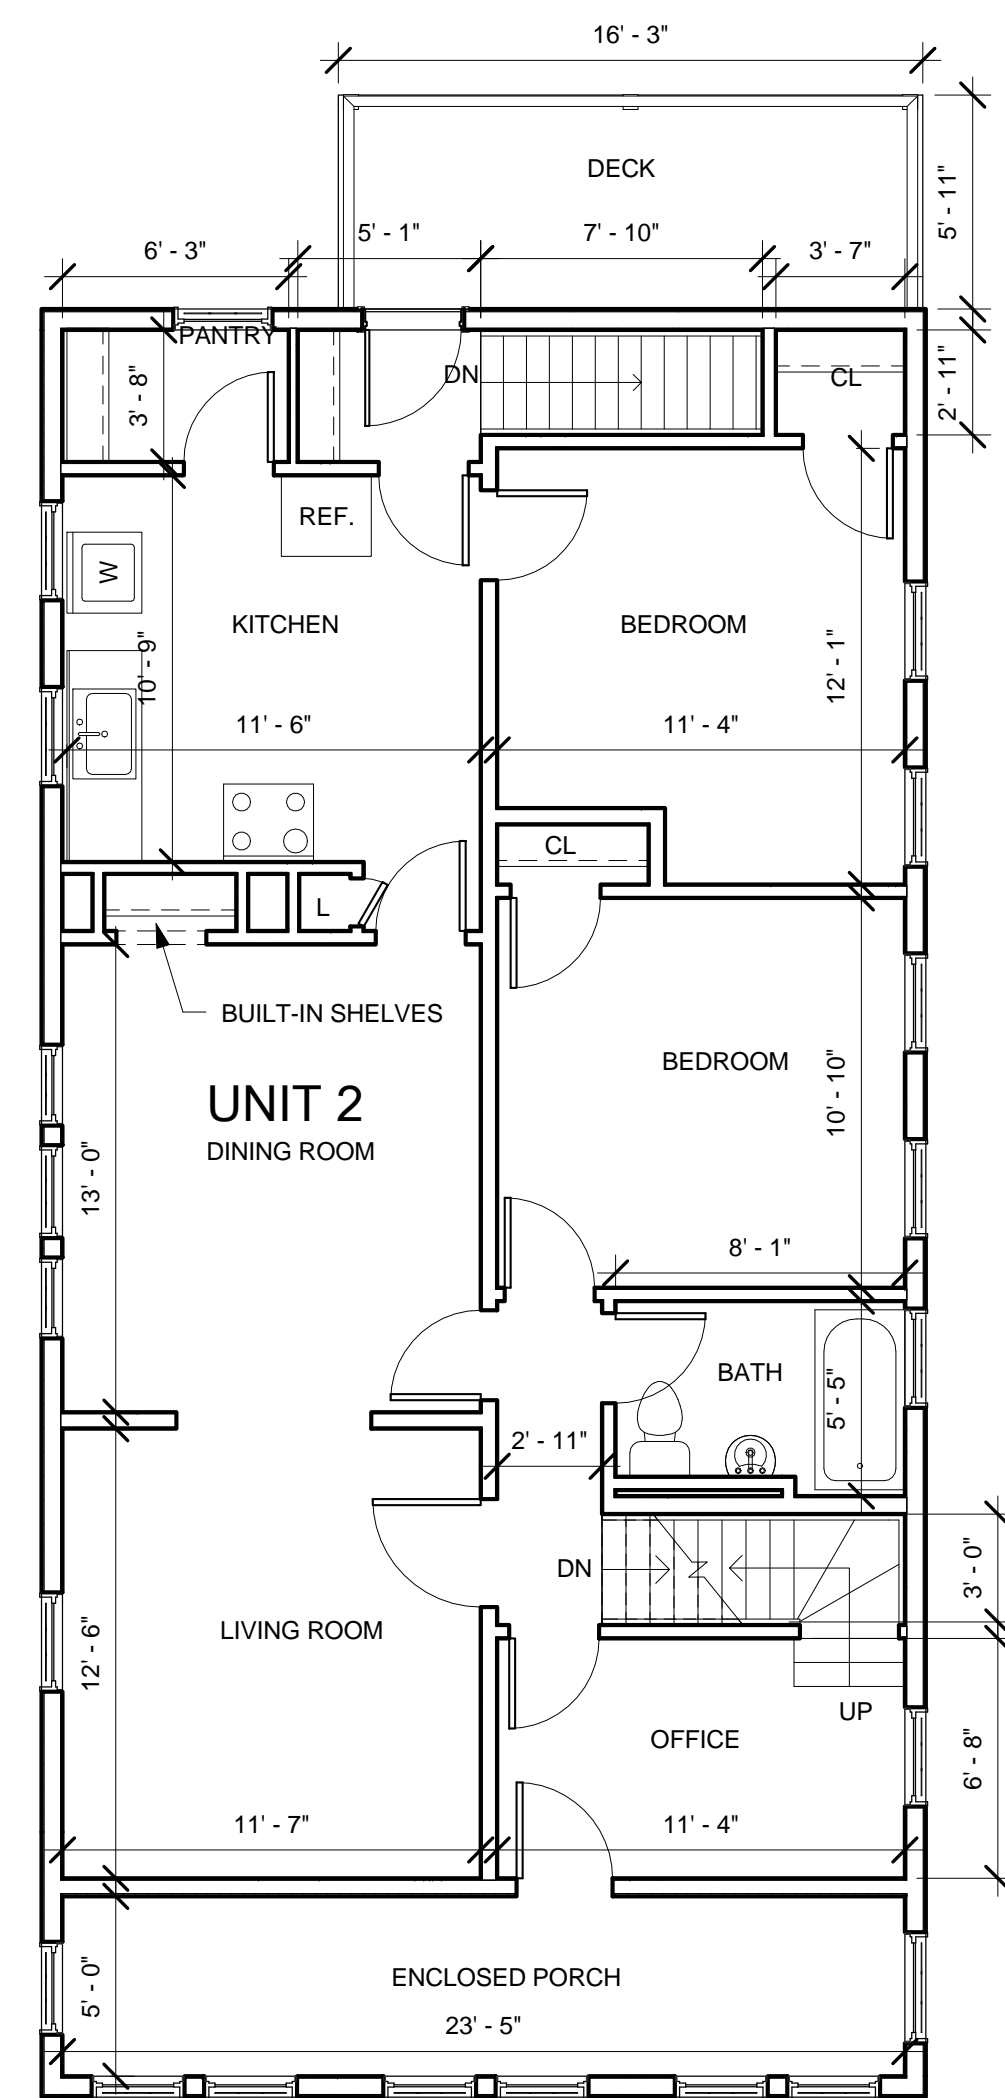 16' - 3"
DECK
5' - 11"
6' - 3"
5' - 1"
7' - 10"
3' - 7"
PANTRY
3' - 8"
DN
CL
2' - 11"
REF.
W
KITCHEN
BEDROOM
10' - 9"
12' - 1"
11' - 6"
11' - 4"
CL
L
BUILT-IN SHELVES
BEDROOM
10' - 10"
UNIT 2
DINING ROOM
13' - 0"
8' - 1"
BATH
5' - 5"
2' - 11"
DN
3' - 0"
LIVING ROOM
12' - 6"
UP
OFFICE
6' - 8"
11' - 7"
11' - 4"
ENCLOSED PORCH
5' - 0"
23' - 5"